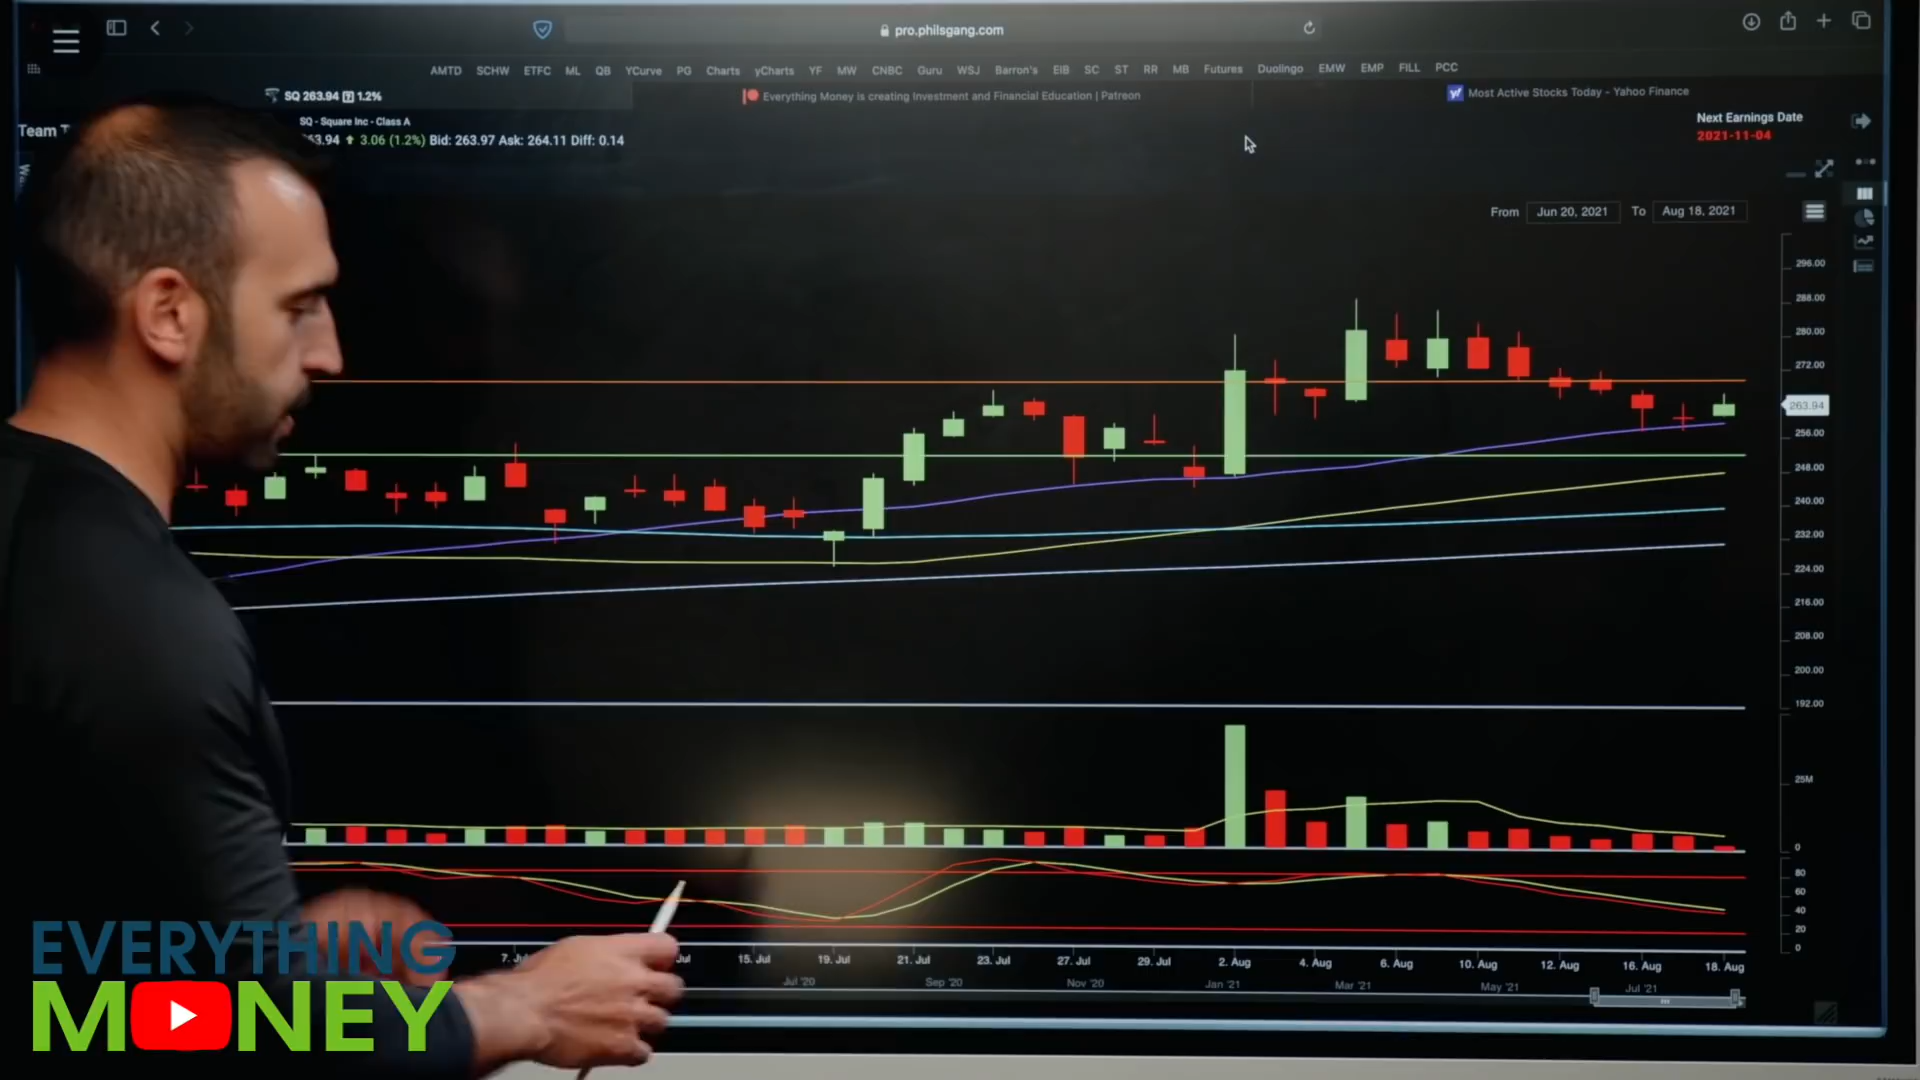 pro.philsgang.com
AMTD SCHW ETFC ML QB YCurve PG Charts yCharts YF MW CNBC Guru WSJ Barron's EIB SC ST RR MB Futures Duolingo EMW EMP FILL PCC
SQ 263.94 1.2%
Everything Money is creating Investment and Financial Education | Patreon
Most Active Stocks Today - Yahoo Finance
Team
SQ - Square Inc - Class A
63.94 3.06 (1.2%) Bid: 263.97 Ask: 264.11 Diff: 0.14
Next Earnings Date
2021-11-04
From Jun 20, 2021 To Aug 18, 2021
296.00
288.00
280.00
272.00
263.94
256.00
248.00
240.00
232.00
224.00
216.00
208.00
200.00
192.00
25M
0
80
60
40
20
0
7. Jul
Jul 15. Jul 19. Jul 21. Jul 23. Jul 27. Jul 29. Jul 2. Aug 4. Aug 6. Aug 10. Aug 12. Aug 16. Aug 18. Aug
Jul '20 Sep '20 Nov '20 Jan '21 Mar '21 May '21 Jul '21
EVERYTHING
MONEY